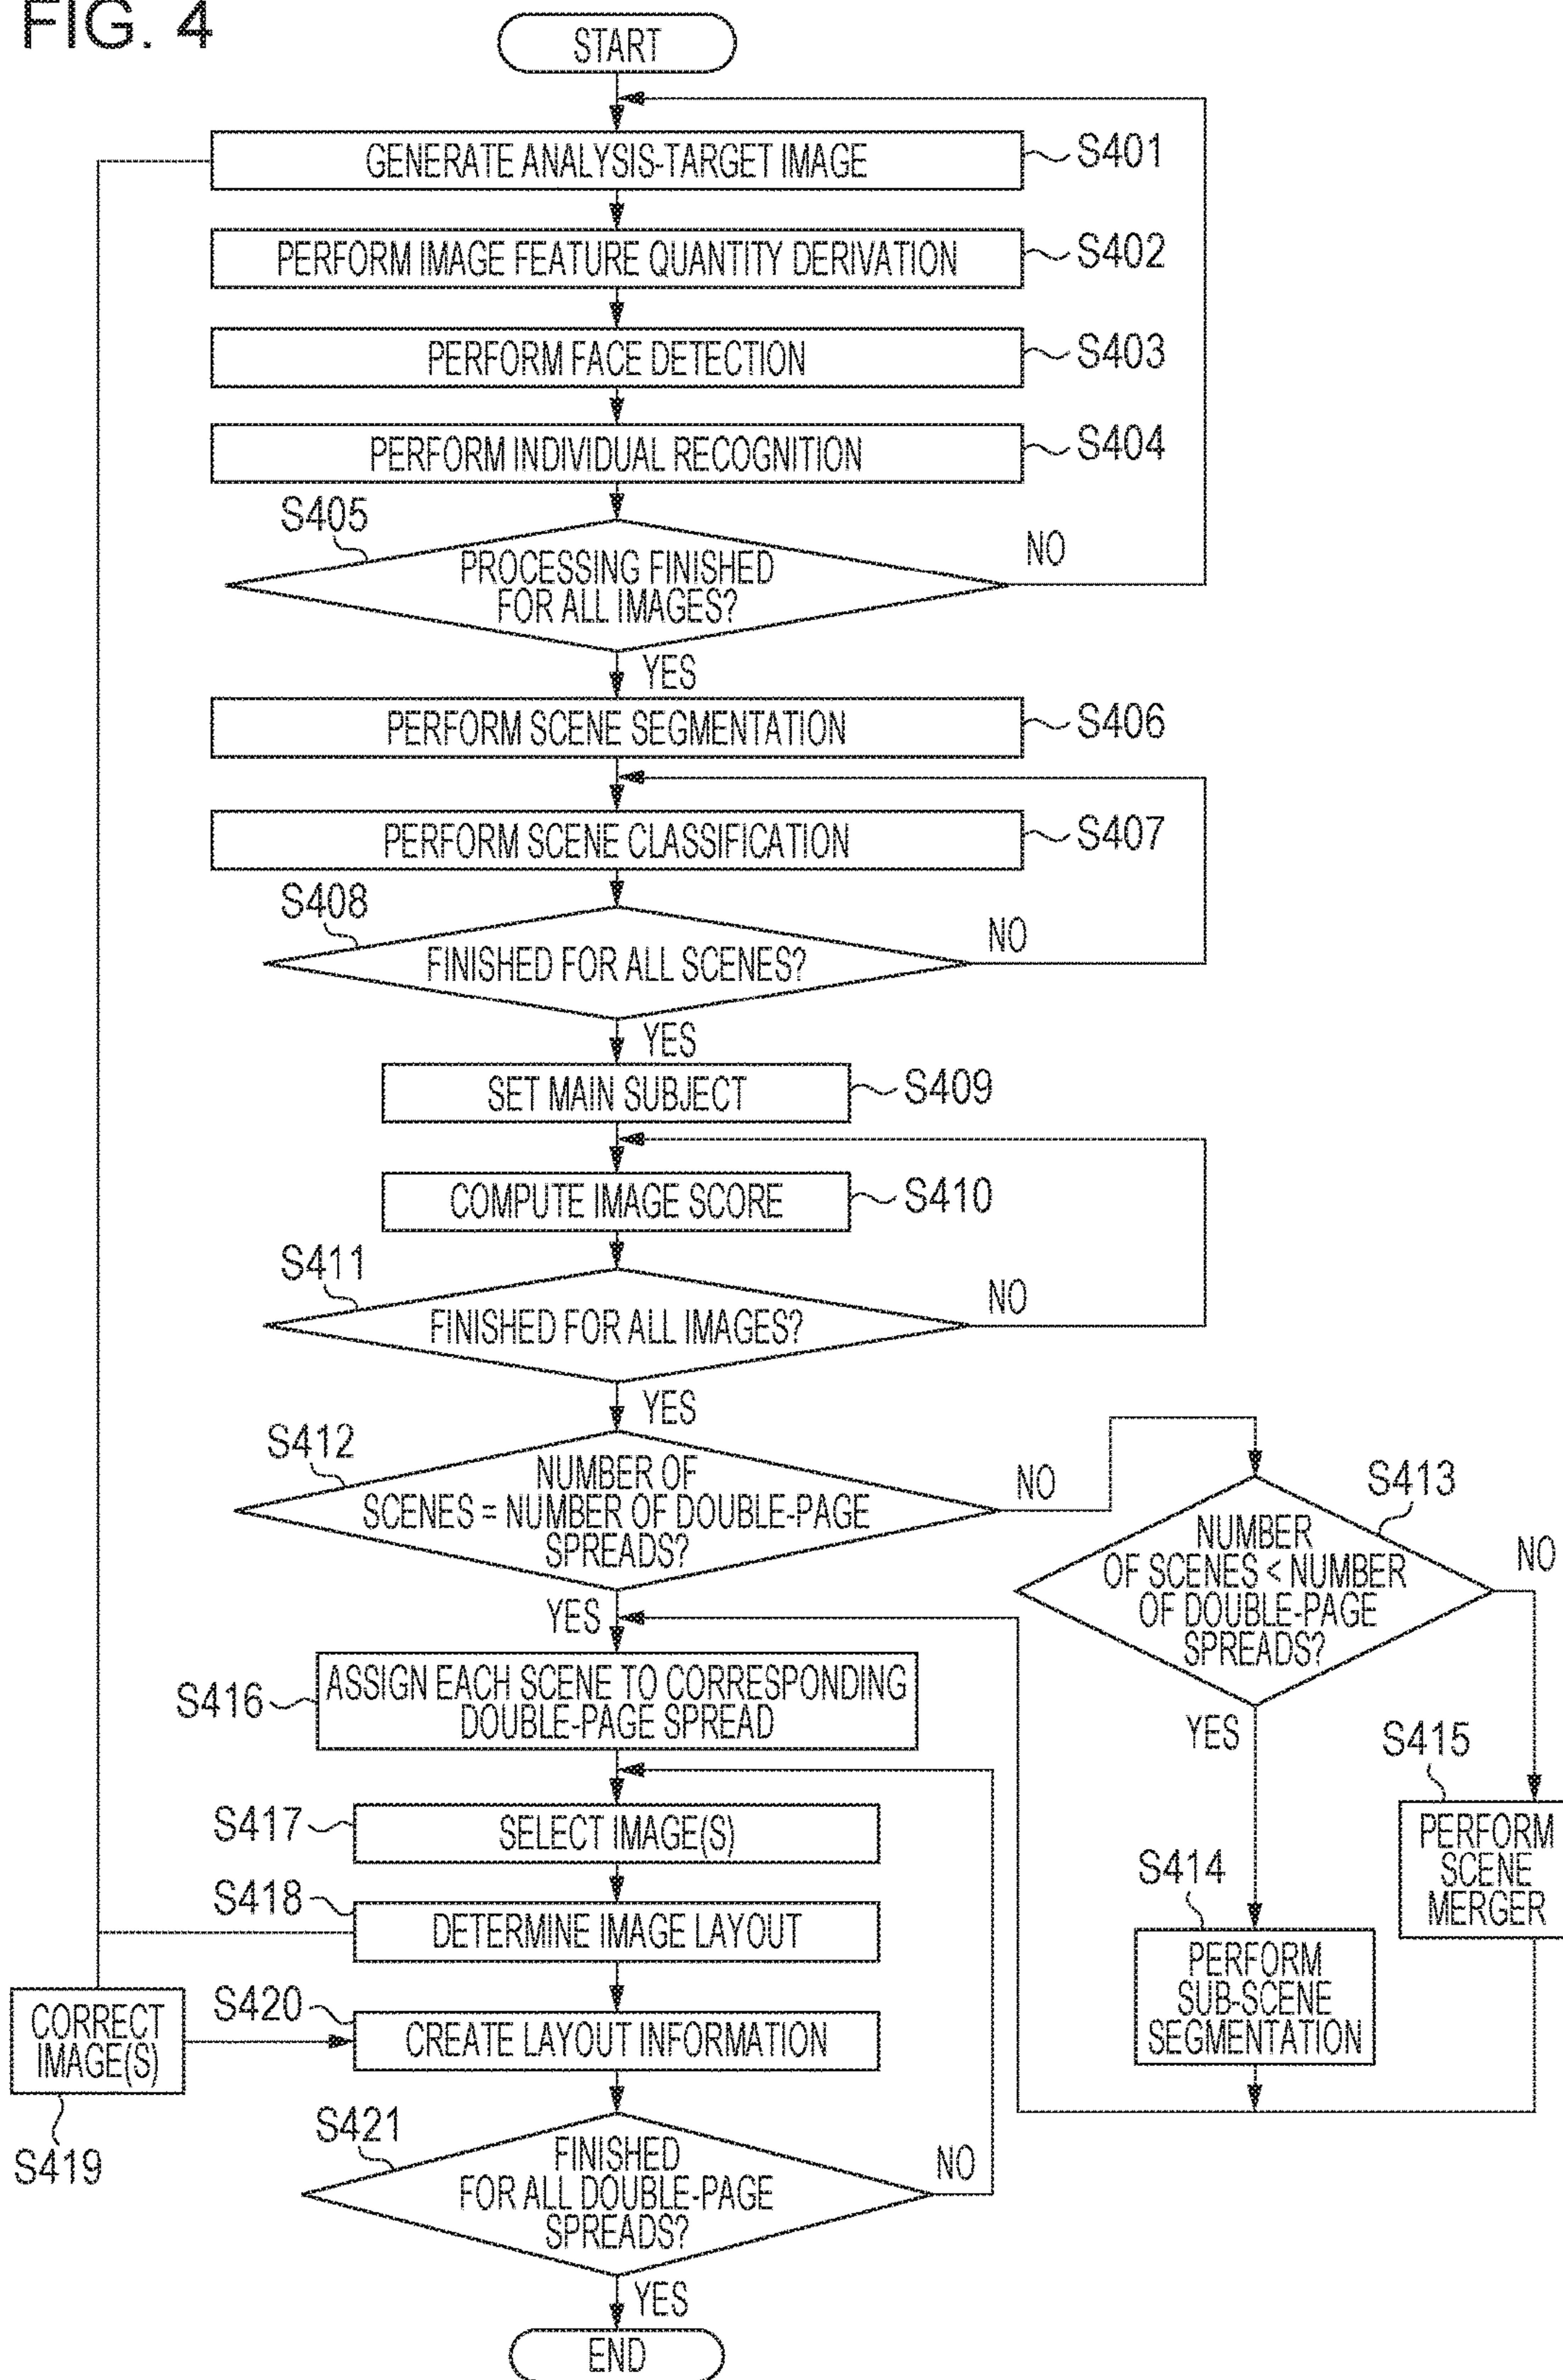 FIG. 4
START
GENERATE ANALYSIS-TARGET IMAGE
S401
PERFORM IMAGE FEATURE QUANTITY DERIVATION
S402
PERFORM FACE DETECTION
S403
PERFORM INDIVIDUAL RECOGNITION
S404
S405
PROCESSING FINISHED
FOR ALL IMAGES?
NO
YES
PERFORM SCENE SEGMENTATION
S406
PERFORM SCENE CLASSIFICATION
S407
S408
FINISHED FOR ALL SCENES?
NO
YES
SET MAIN SUBJECT
S409
COMPUTE IMAGE SCORE
S410
S411
FINISHED FOR ALL IMAGES?
NO
YES
S412
NUMBER OF
SCENES = NUMBER OF DOUBLE-PAGE
SPREADS?
NO
YES
S413
NUMBER
OF SCENES < NUMBER
OF DOUBLE-PAGE
SPREADS?
NO
YES
S415
PERFORM
SCENE
MERGER
S414
PERFORM
SUB-SCENE
SEGMENTATION
S416
ASSIGN EACH SCENE TO CORRESPONDING
DOUBLE-PAGE SPREAD
S417
SELECT IMAGE(S)
S418
DETERMINE IMAGE LAYOUT
CORRECT
IMAGE(S)
S419
S420
CREATE LAYOUT INFORMATION
S421
FINISHED
FOR ALL DOUBLE-PAGE
SPREADS?
NO
YES
END